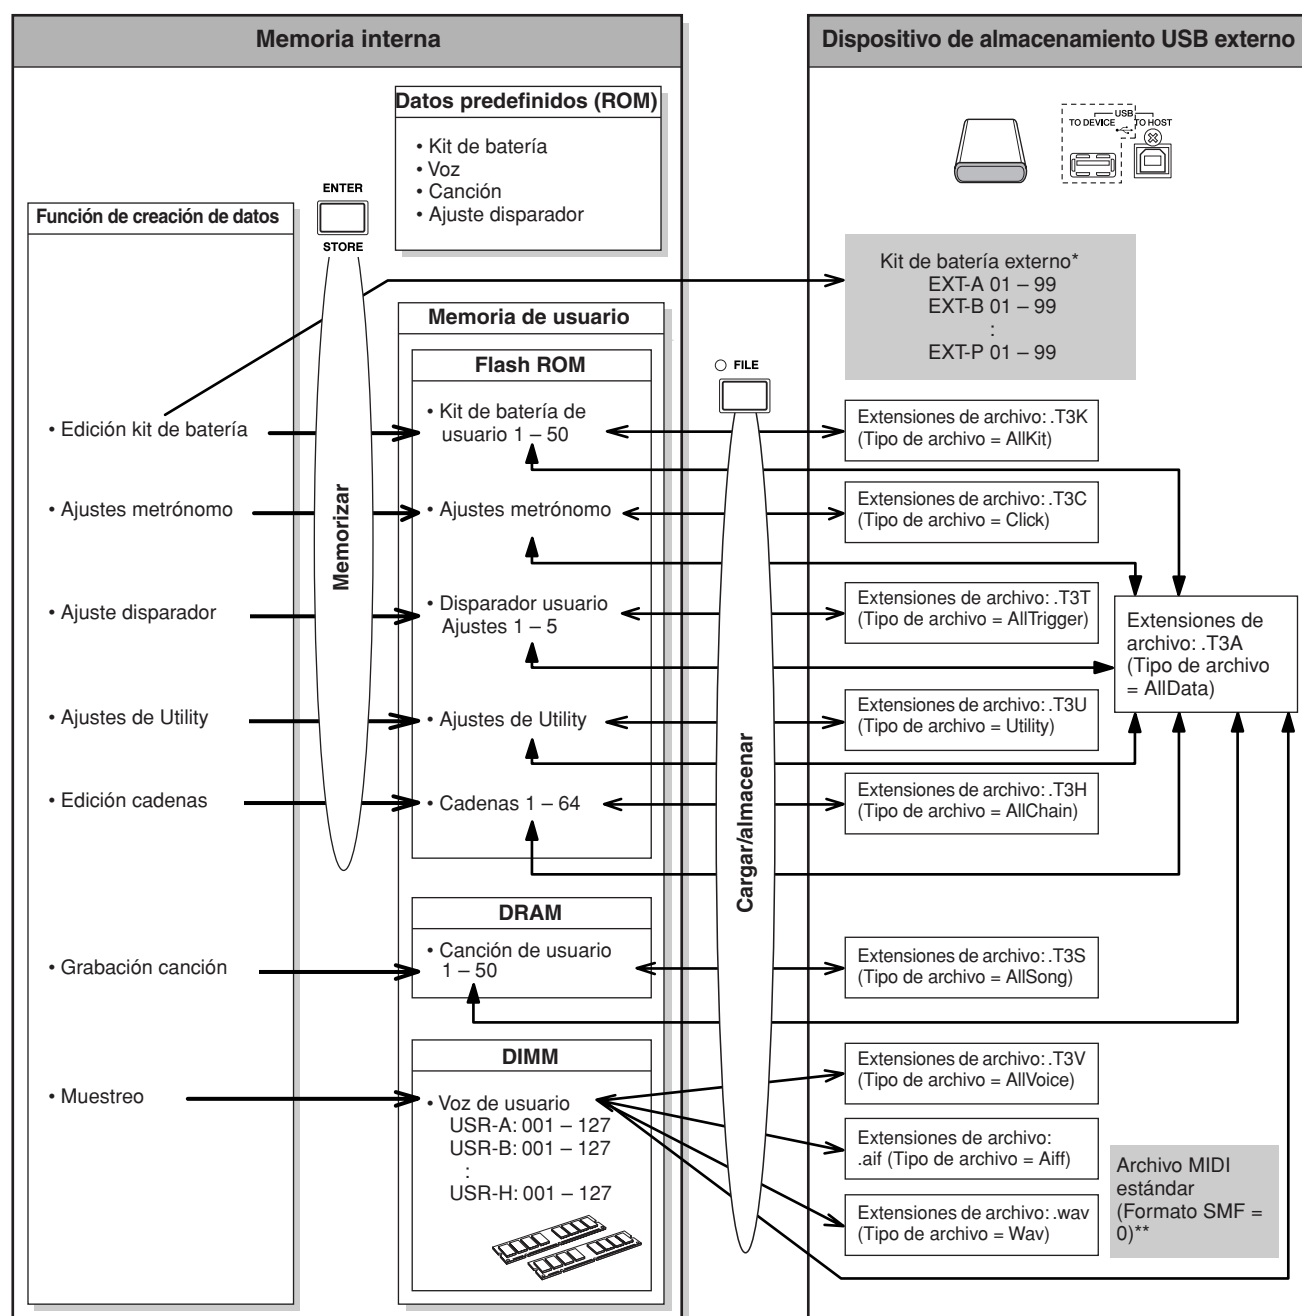 Memoria interna
Dispositivo de almacenamiento USB externo
Datos predefinidos (ROM)
• Kit de batería
• Voz
• Canción
• Ajuste disparador
USB
TO DEVICE
TO HOST
ENTER
STORE
Función de creación de datos
Kit de batería externo*
EXT-A 01 – 99
EXT-B 01 – 99
:
EXT-P 01 – 99
Memoria de usuario
Flash ROM
FILE
Memorizar
Cargar/almacenar
• Edición kit de batería
• Kit de batería de
usuario 1 – 50
Extensiones de archivo: .T3K
(Tipo de archivo = AllKit)
• Ajustes metrónomo
• Ajustes metrónomo
Extensiones de archivo: .T3C
(Tipo de archivo = Click)
• Ajuste disparador
• Disparador usuario
Ajustes 1 – 5
Extensiones de archivo: .T3T
(Tipo de archivo = AllTrigger)
Extensiones de
archivo: .T3A
(Tipo de archivo
= AllData)
• Ajustes de Utility
• Ajustes de Utility
Extensiones de archivo: .T3U
(Tipo de archivo = Utility)
• Edición cadenas
• Cadenas 1 – 64
Extensiones de archivo: .T3H
(Tipo de archivo = AllChain)
DRAM
• Grabación canción
• Canción de usuario
1 – 50
Extensiones de archivo: .T3S
(Tipo de archivo = AllSong)
DIMM
• Muestreo
• Voz de usuario
USR-A: 001 – 127
USR-B: 001 – 127
:
USR-H: 001 – 127
Extensiones de archivo: .T3V
(Tipo de archivo = AllVoice)
Extensiones de archivo:
.aif (Tipo de archivo = Aiff)
Extensiones de archivo: .wav
(Tipo de archivo = Wav)
Archivo MIDI
estándar
(Formato SMF =
0)**